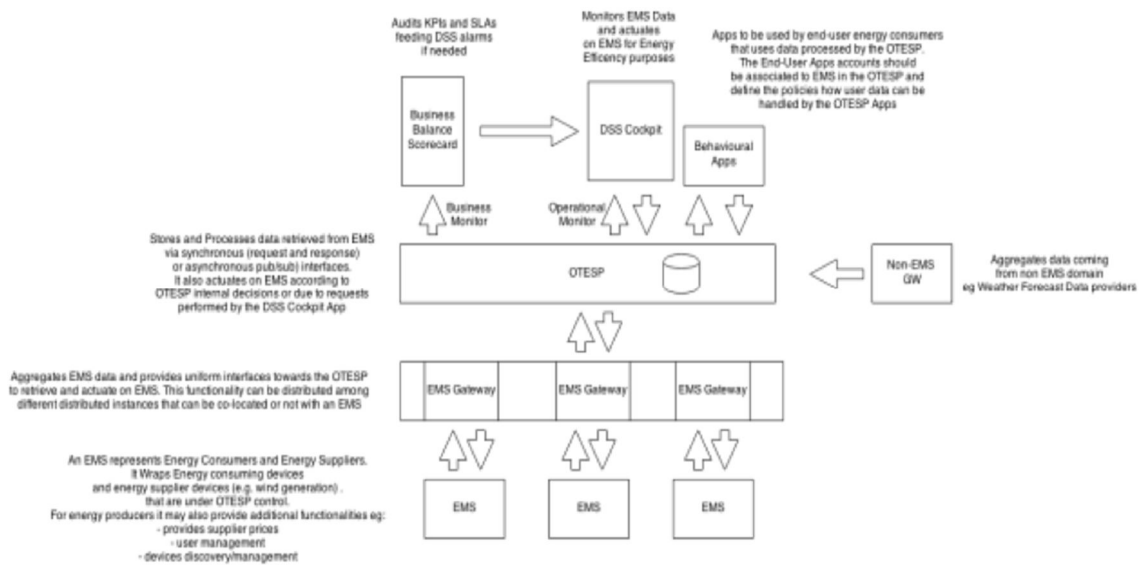 Audits KPIs and SLAs
feeding DSS alarms
if needed
Monitors EMS Data
and actuates
on EMS for Energy
Efficency purposes
Apps to be used by end-user energy consumers
that uses data processed by the OTESP.
The End-User Apps accounts should
be associated to EMS in the OTESP and
define the policies how user data can be
handled by the OTESP Apps
Business
Balance
Scorecard
DSS Cockpit
Behavioural
Apps
Business
Monitor
Operational
Monitor
Stores and Processes data retrieved from EMS
via synchronous (request and response)
or asynchronous pub/sub) interfaces.
It also actuates on EMS according to
OTESP internal decisions or due to requests
performed by the DSS Cockpit App
OTESP
Non-EMS
GW
Aggregates data coming
from non EMS domain
eg Weather Forecast Data providers
Aggregates EMS data and provides uniform interfaces towards the OTESP
to retrieve and actuate on EMS. This functionality can be distributed among
different distributed instances that can be co-located or not with an EMS
EMS Gateway
EMS Gateway
EMS Gateway
An EMS represents Energy Consumers and Energy Suppliers.
It Wraps Energy consuming devices
and energy supplier devices (e.g. wind generation) .
that are under OTESP control.
For energy producers it may also provide additional functionalities eg:
- provides supplier prices
- user management
- devices discovery/management
EMS
EMS
EMS